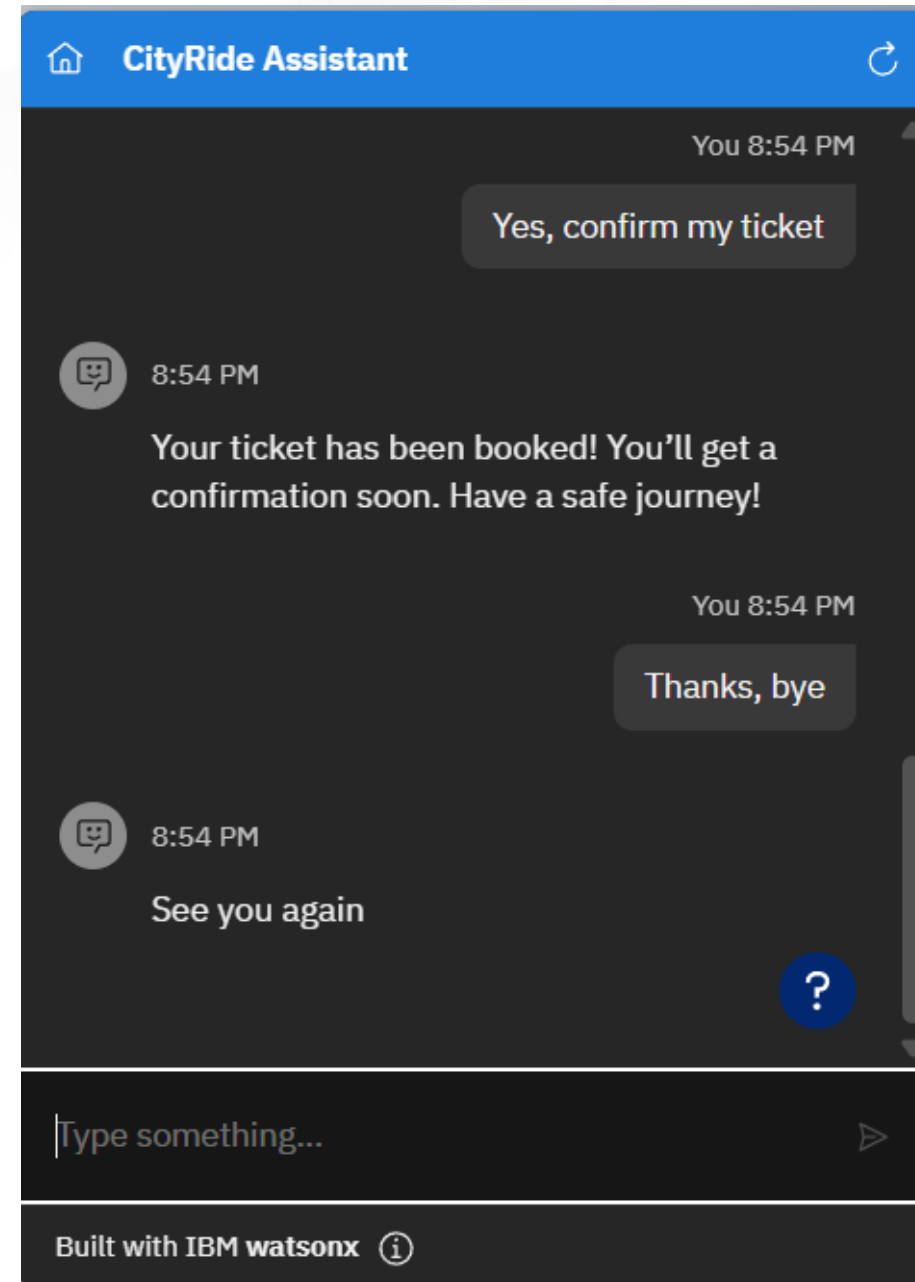 CityRide Assistant
You 8:54 PM
Yes, confirm my ticket
8:54 PM
Your ticket has been booked! You’ll get a
confirmation soon. Have a safe journey!
You 8:54 PM
Thanks, bye
8:54 PM
See you again
?
Type something...
Built with IBM watsonx